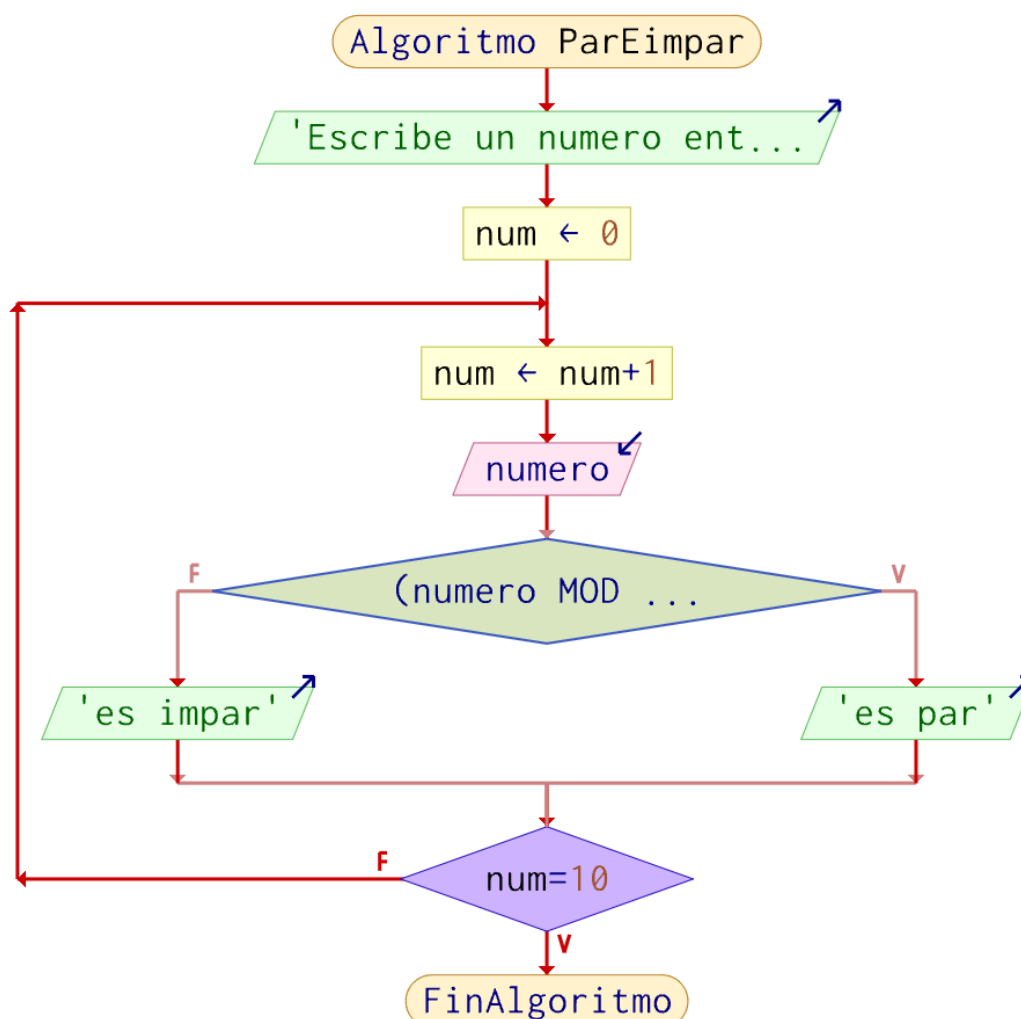 Algoritmo ParEimpar
'Escribe un numero ent...
num ← 0
num ← num+1
numero
(numero MOD ...
F
V
'es impar'
'es par'
num=10
F
V
FinAlgoritmo